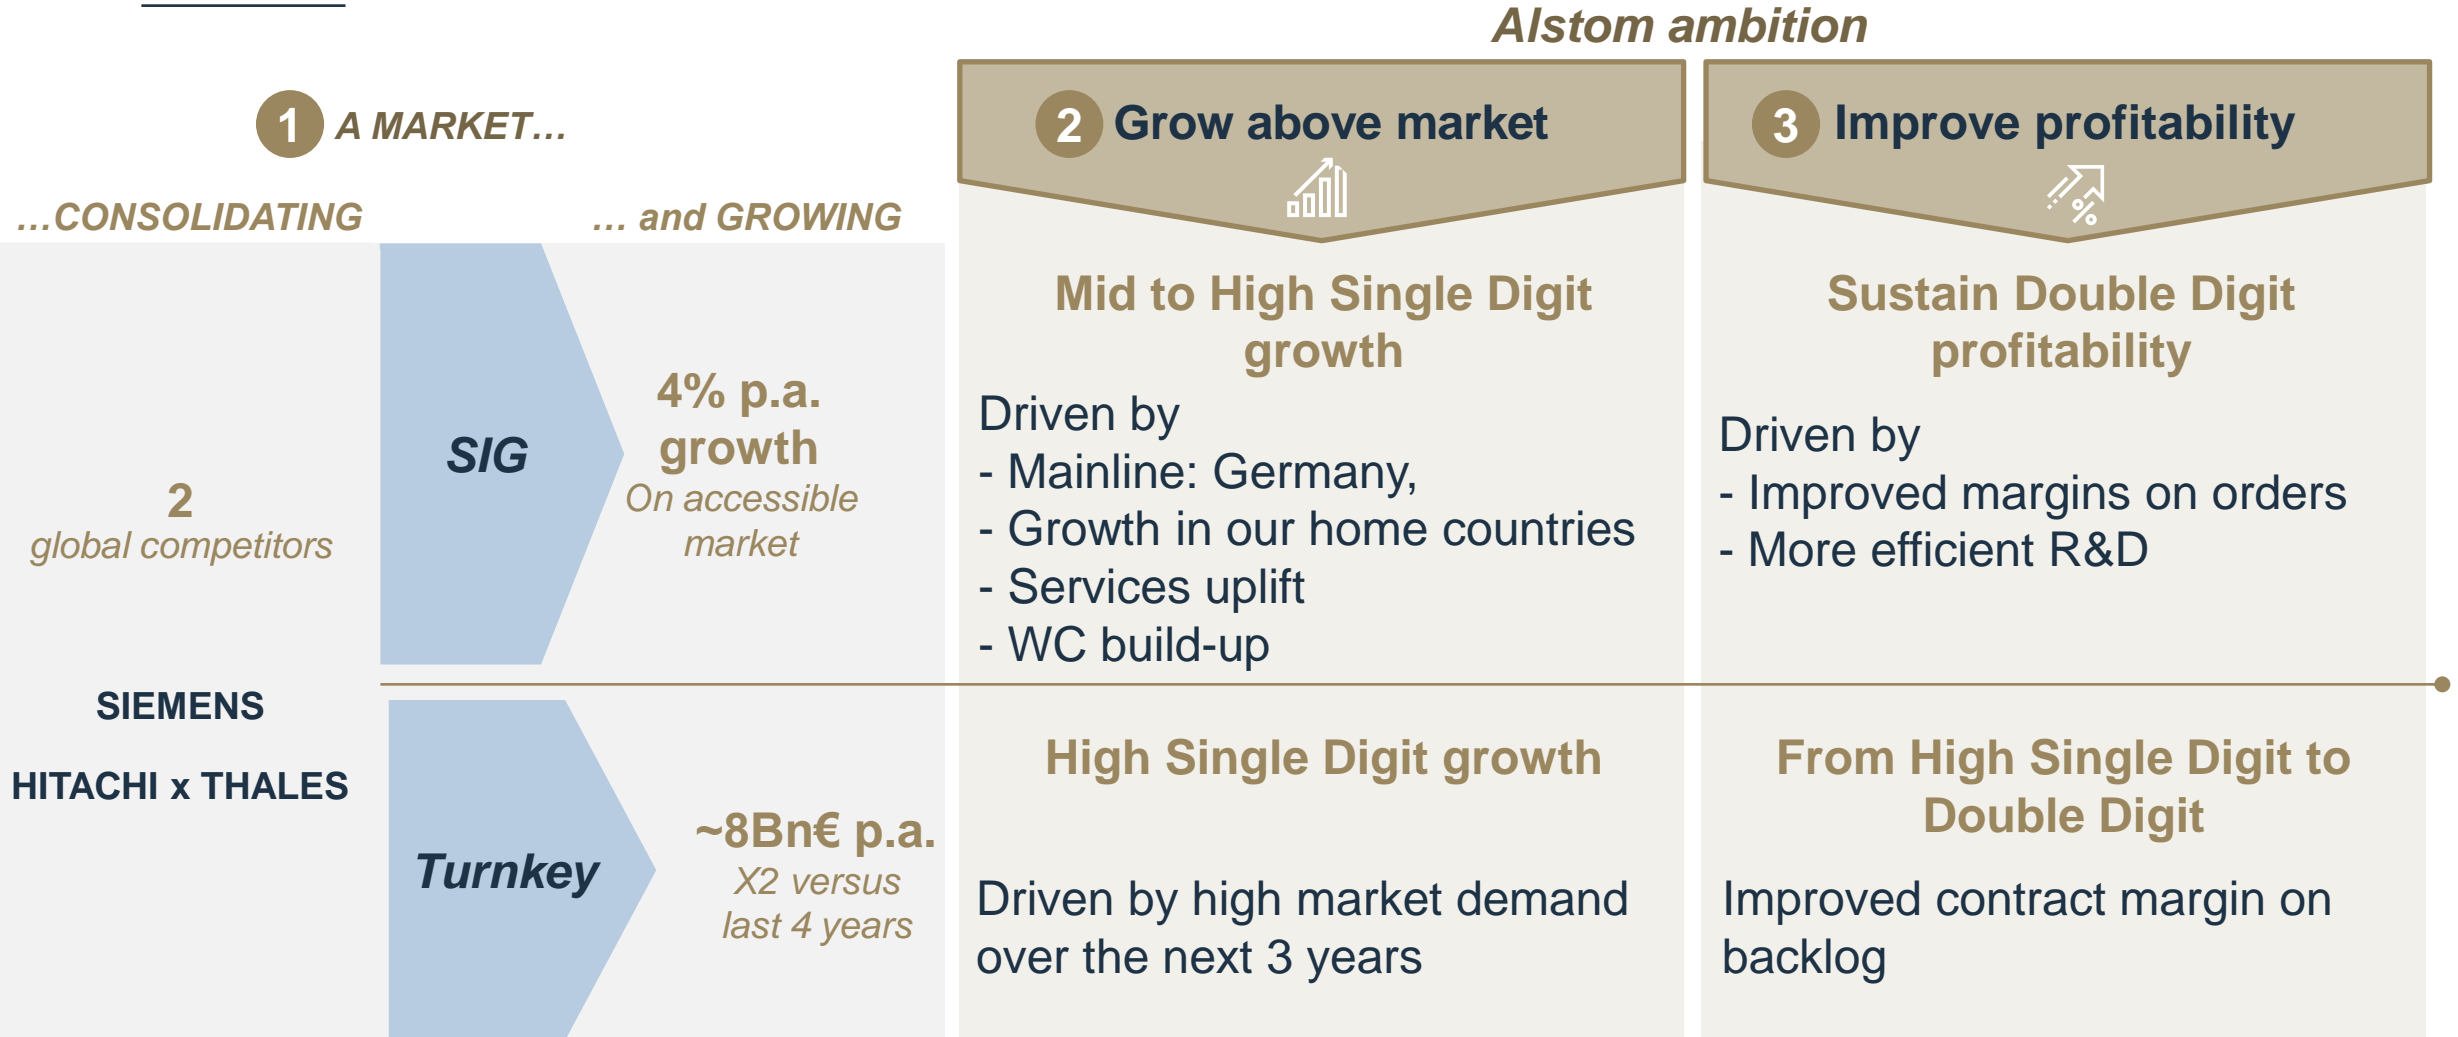 Alstom ambition
1 A MARKET…
…CONSOLIDATING
… and GROWING
2
global competitors
SIEMENS
HITACHI x THALES
SIG
4% p.a.
growth
On accessible
market
Turnkey
~8Bn€ p.a.
X2 versus
last 4 years
2 Grow above market
Mid to High Single Digit
growth
Driven by
- Mainline: Germany,
- Growth in our home countries
- Services uplift
- WC build-up
High Single Digit growth
Driven by high market demand
over the next 3 years
3 Improve profitability
%
Sustain Double Digit
profitability
Driven by
- Improved margins on orders
- More efficient R&D
From High Single Digit to
Double Digit
Improved contract margin on
backlog